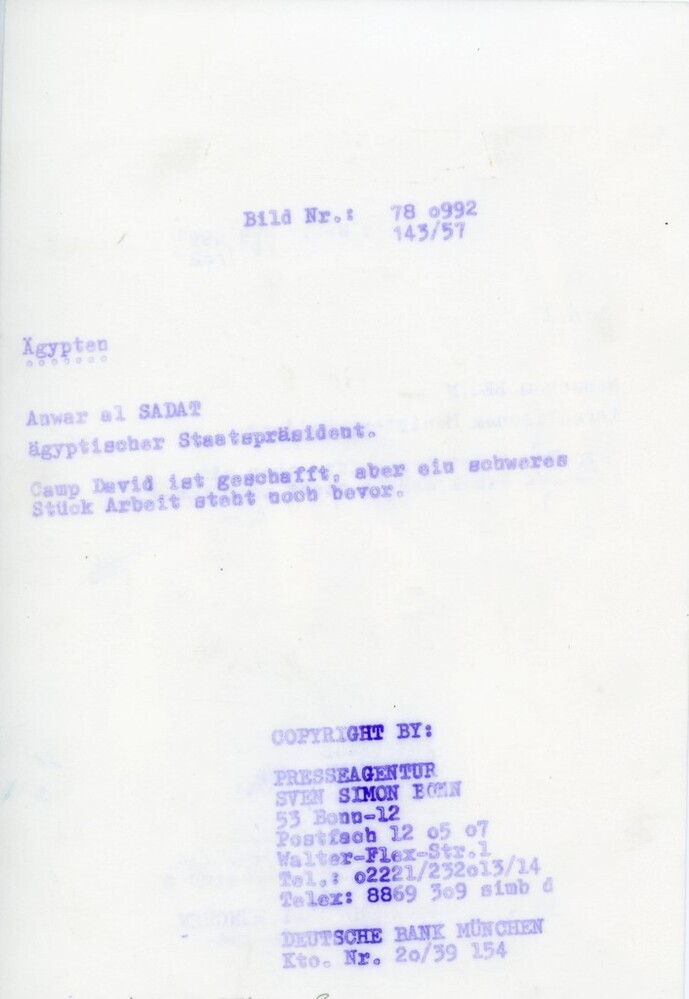 Bild Nr.: 78 o992
143/57
Ägypten
Anwar el SADAT
ägyptischer Staatspräsident.
Camp David ist geschafft, aber ein schweres
Stück Arbeit steht noch bevor.
COPYRIGHT BY:
PRESSEAGENTUR
SVEN SIMON BONN
53 Bonn-12
Postfach 12 o5 o7
Walter-Flex-Str.1
Tel.: o2221/232o13/14
Telex: 8869 3o9 simb d
DEUTSCHE BANK MÜNCHEN
Kto. Nr. 2o/39 154